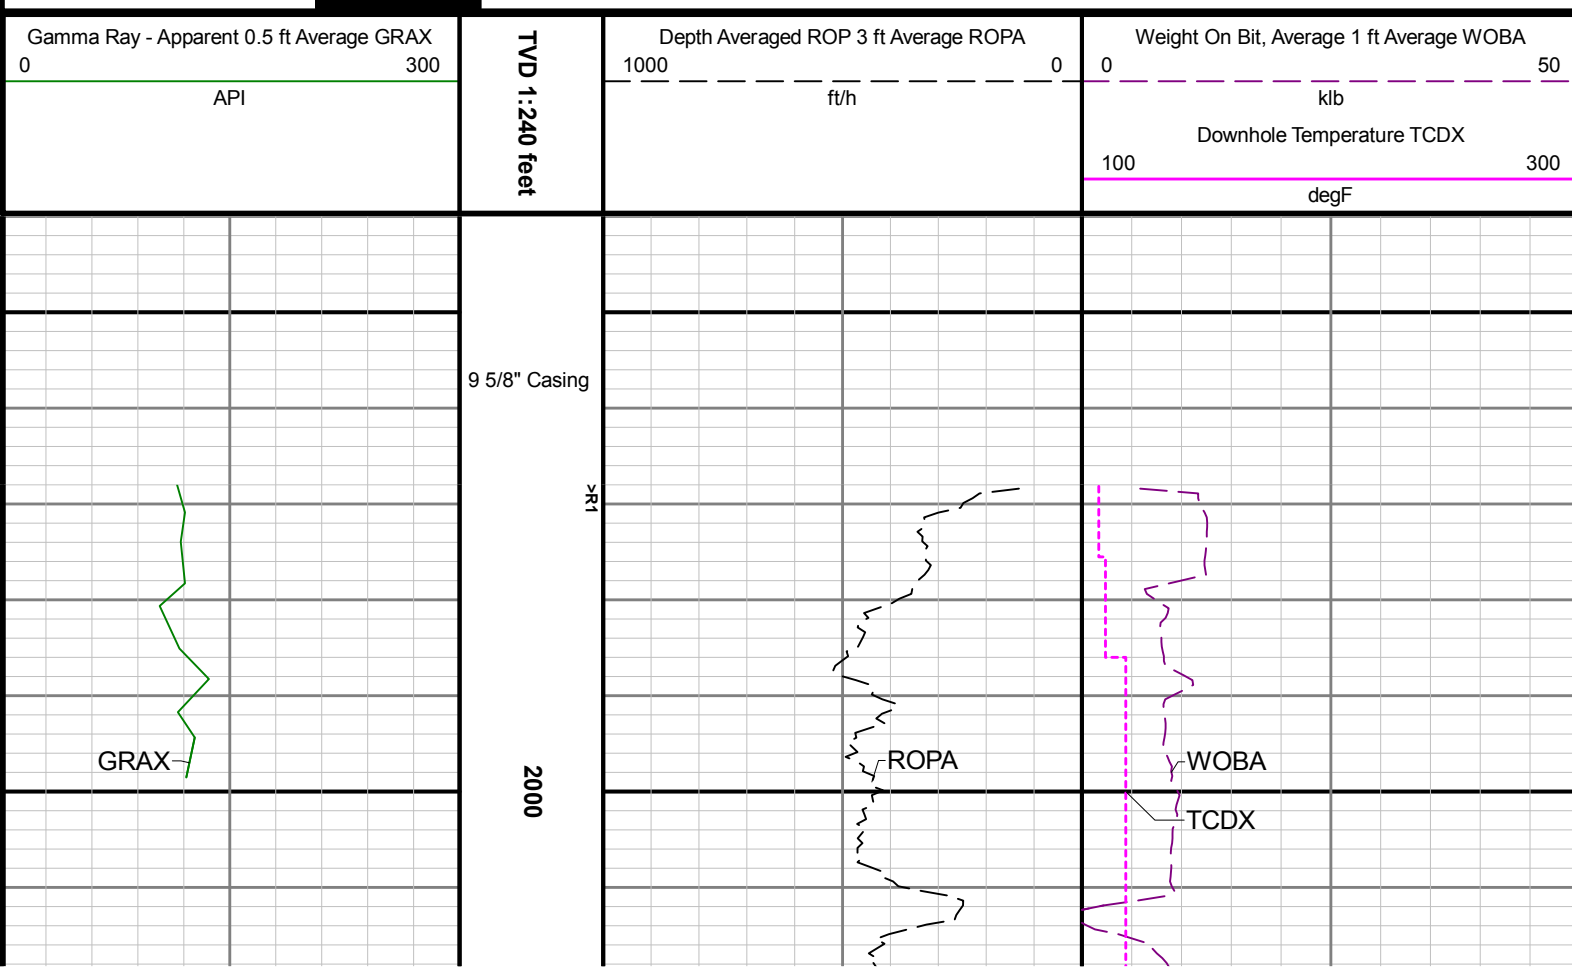 Gamma Ray - Apparent 0.5 ft Average GRAX
0 300
API
TVD 1:240 feet
Depth Averaged ROP 3 ft Average ROPA
1000 0
ft/h
Weight On Bit, Average 1 ft Average WOBA
0 50
klb
Downhole Temperature TCDX
100 300
degF
9 5/8" Casing
>R1
GRAX
2000
ROPA
WOBA
TCDX